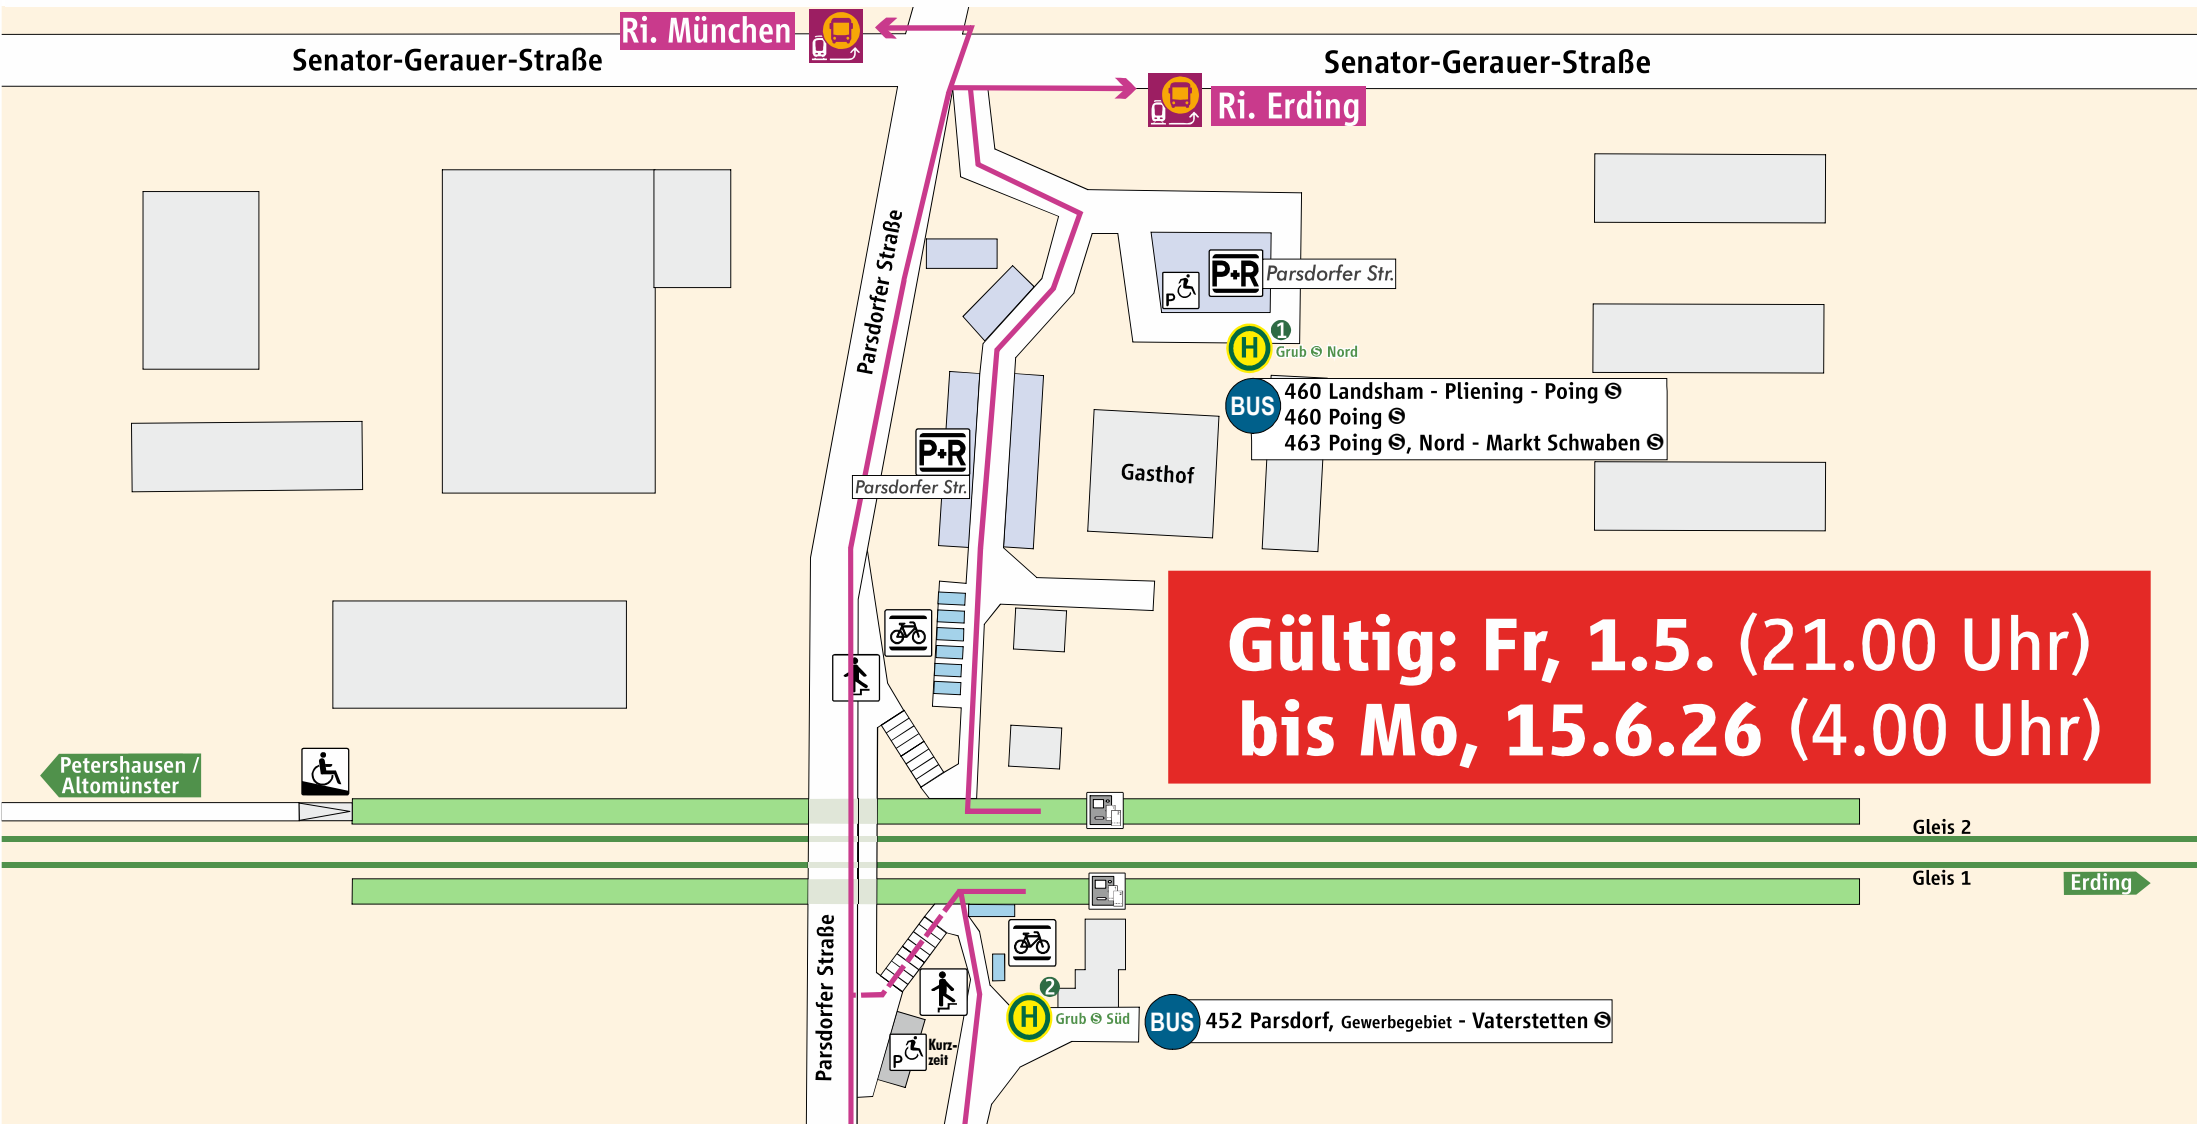 Ri. München
Senator-Gerauer-Straße
Senator-Gerauer-Straße
Ri. Erding
Parsdorfer Straße
P+R Parsdorfer Str.
P
1
H
Grub S Nord
BUS
460 Landsham - Pliening - Poing S
460 Poing S
463 Poing S, Nord - Markt Schwaben S
P+R
Parsdorfer Str.
Gasthof
Gültig: Fr, 1.5. (21.00 Uhr)
bis Mo, 15.6.26 (4.00 Uhr)
Petershausen /
Altomünster
Gleis 2
Gleis 1
Erding
Parsdorfer Straße
2
H
Grub S Süd
BUS
452 Parsdorf, Gewerbegebiet - Vaterstetten S
P
Kurz-
zeit